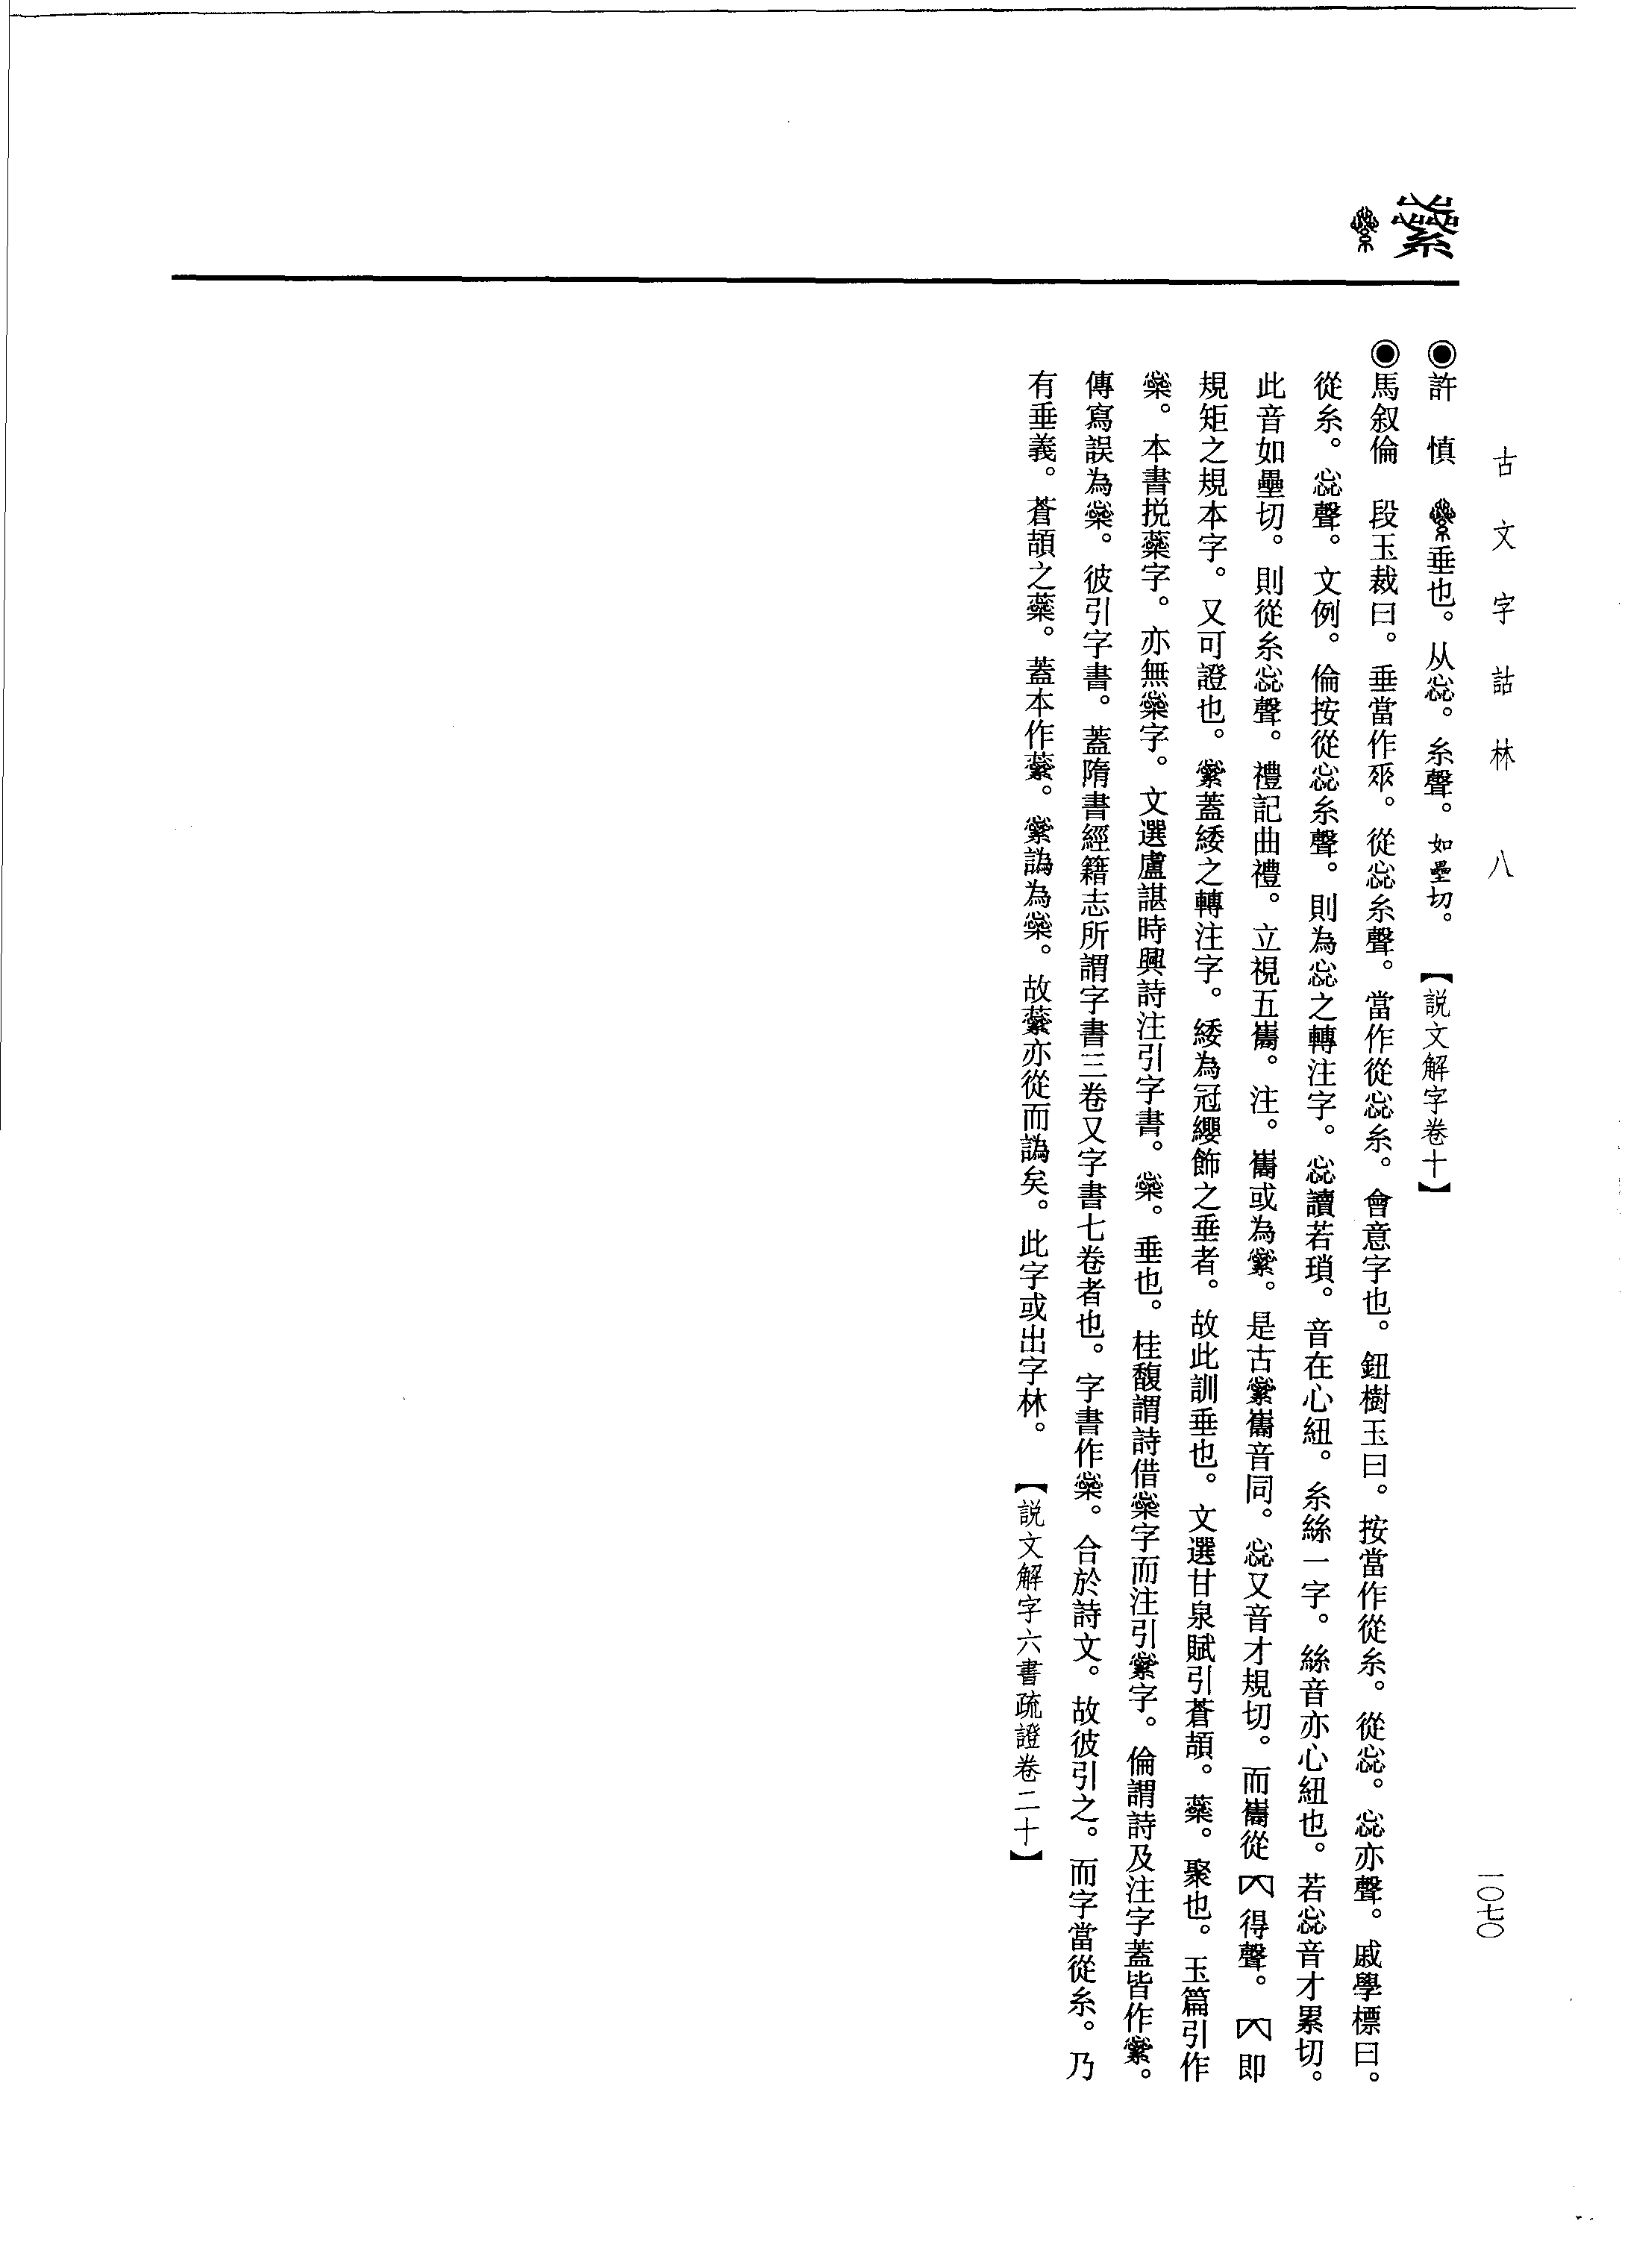 古文字詁林 八
一〇七〇
繠
◉許 慎 垂也。从惢。糸聲。如壘切。 【説文解字卷十】
◉馬叙倫 段玉裁曰。垂當作𠂹。從惢糸聲。當作從惢糸。會意字也。鈕樹玉曰。按當作從糸。從惢。惢亦聲。戚學標曰。
從糸。惢聲。文例。倫按從惢糸聲。則為惢之轉注字。惢讀若瑣。音在心紐。糸絲一字。絲音亦心紐也。若惢音才累切。
此音如壘切。則從糸惢聲。禮記曲禮。立視五巂。注。巂或為繠。是古繠巂音同。惢又音才規切。而巂從 得聲。 即
規矩之規本字。又可證也。繠蓋緌之轉注字。緌為冠纓飾之垂者。故此訓垂也。文選甘泉賦引蒼頡。蘂。聚也。玉篇引作
橤。本書挩蘂字。亦無橤字。文選盧諶時興詩注引字書。橤。垂也。桂馥謂詩借橤字而注引繠字。倫謂詩及注字蓋皆作繠。
傳寫誤為橤。彼引字書。蓋隋書經籍志所謂字書三卷又字書七卷者也。字書作橤。合於詩文。故彼引之。而字當從糸。乃
有垂義。蒼頡之蘂。蓋本作蘃。繠譌為橤。故蘃亦從而譌矣。此字或出字林。 【説文解字六書疏證卷二十】